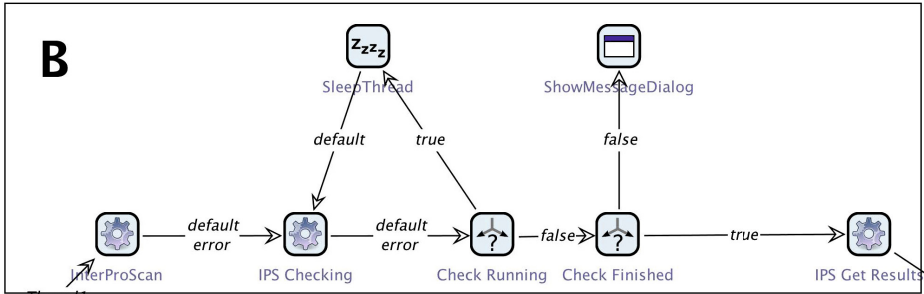 B
Zzzz
SleepThread
ShowMessageDialog
default
true
false
default
error
default
error
false
true
? ?
InterProScan
IPS Checking
Check Running
Check Finished
IPS Get Results